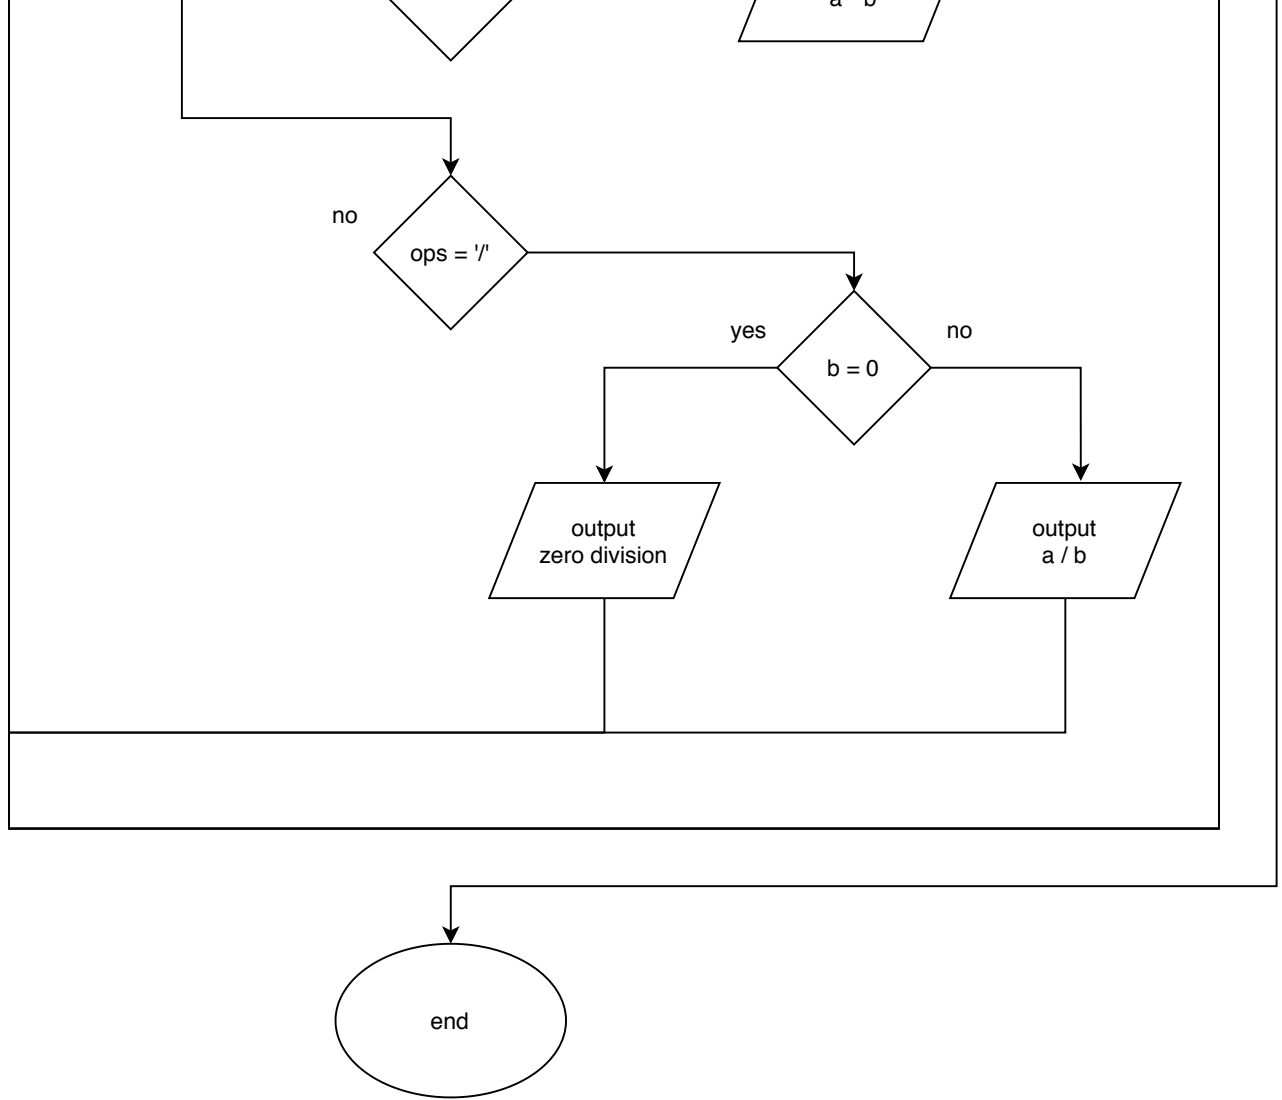 a b
no
ops = '/'
yes
no
b = 0
output
zero division
output
a / b
end